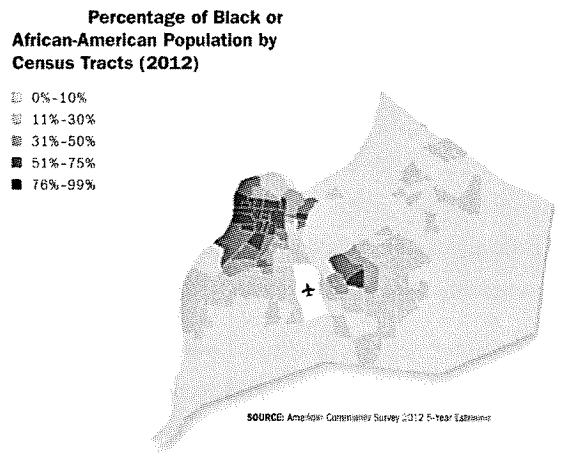 Percentage of Black or
African-American Population by
Census Tracts (2012)
0%-10%
11%-30%
31%-50%
51%-75%
76%-99%
SOURCE: American Community Survey 2012 5-Year Estimate